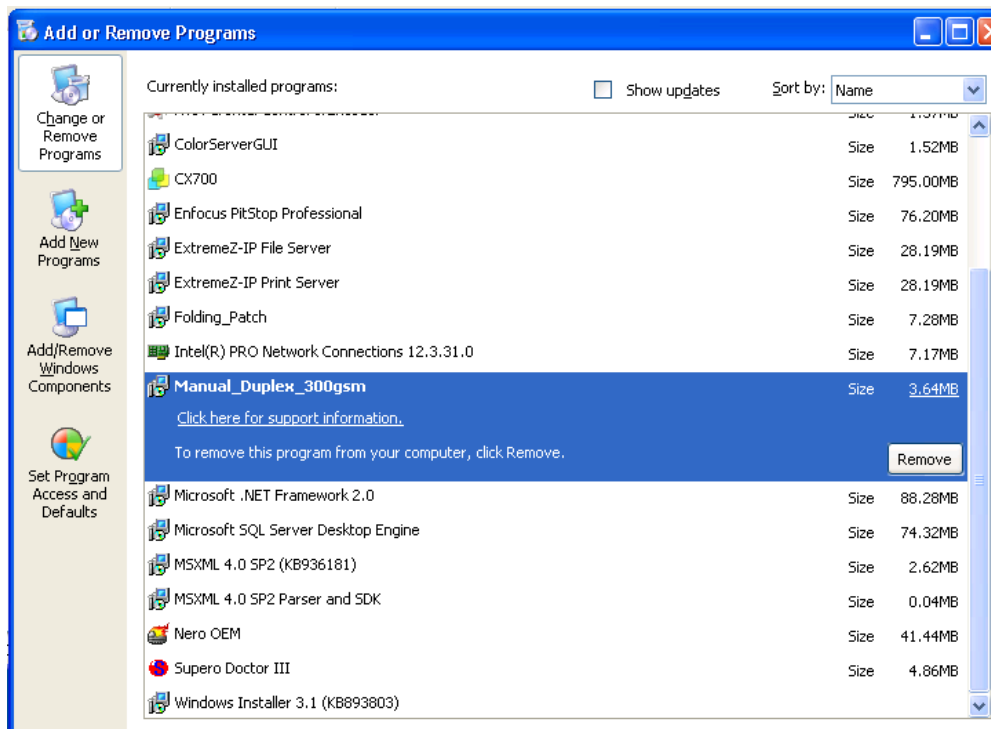 Add or Remove Programs
Change or
Remove
Programs
Add New
Programs
Add/Remove
Windows
Components
Set Program
Access and
Defaults
Currently installed programs:
Show updates
Sort by: Name
Size 1.37MB
ColorServerGUI Size 1.52MB
CX700 Size 795.00MB
Enfocus PitStop Professional Size 76.20MB
ExtremeZ-IP File Server Size 28.19MB
ExtremeZ-IP Print Server Size 28.19MB
Folding_Patch Size 7.28MB
Intel(R) PRO Network Connections 12.3.31.0 Size 7.17MB
Manual_Duplex_300gsm Size 3.64MB
Click here for support information.
To remove this program from your computer, click Remove.
Remove
Microsoft .NET Framework 2.0 Size 88.28MB
Microsoft SQL Server Desktop Engine Size 74.32MB
MSXML 4.0 SP2 (KB936181) Size 2.62MB
MSXML 4.0 SP2 Parser and SDK Size 0.04MB
Nero OEM Size 41.44MB
Supero Doctor III Size 4.86MB
Windows Installer 3.1 (KB893803)